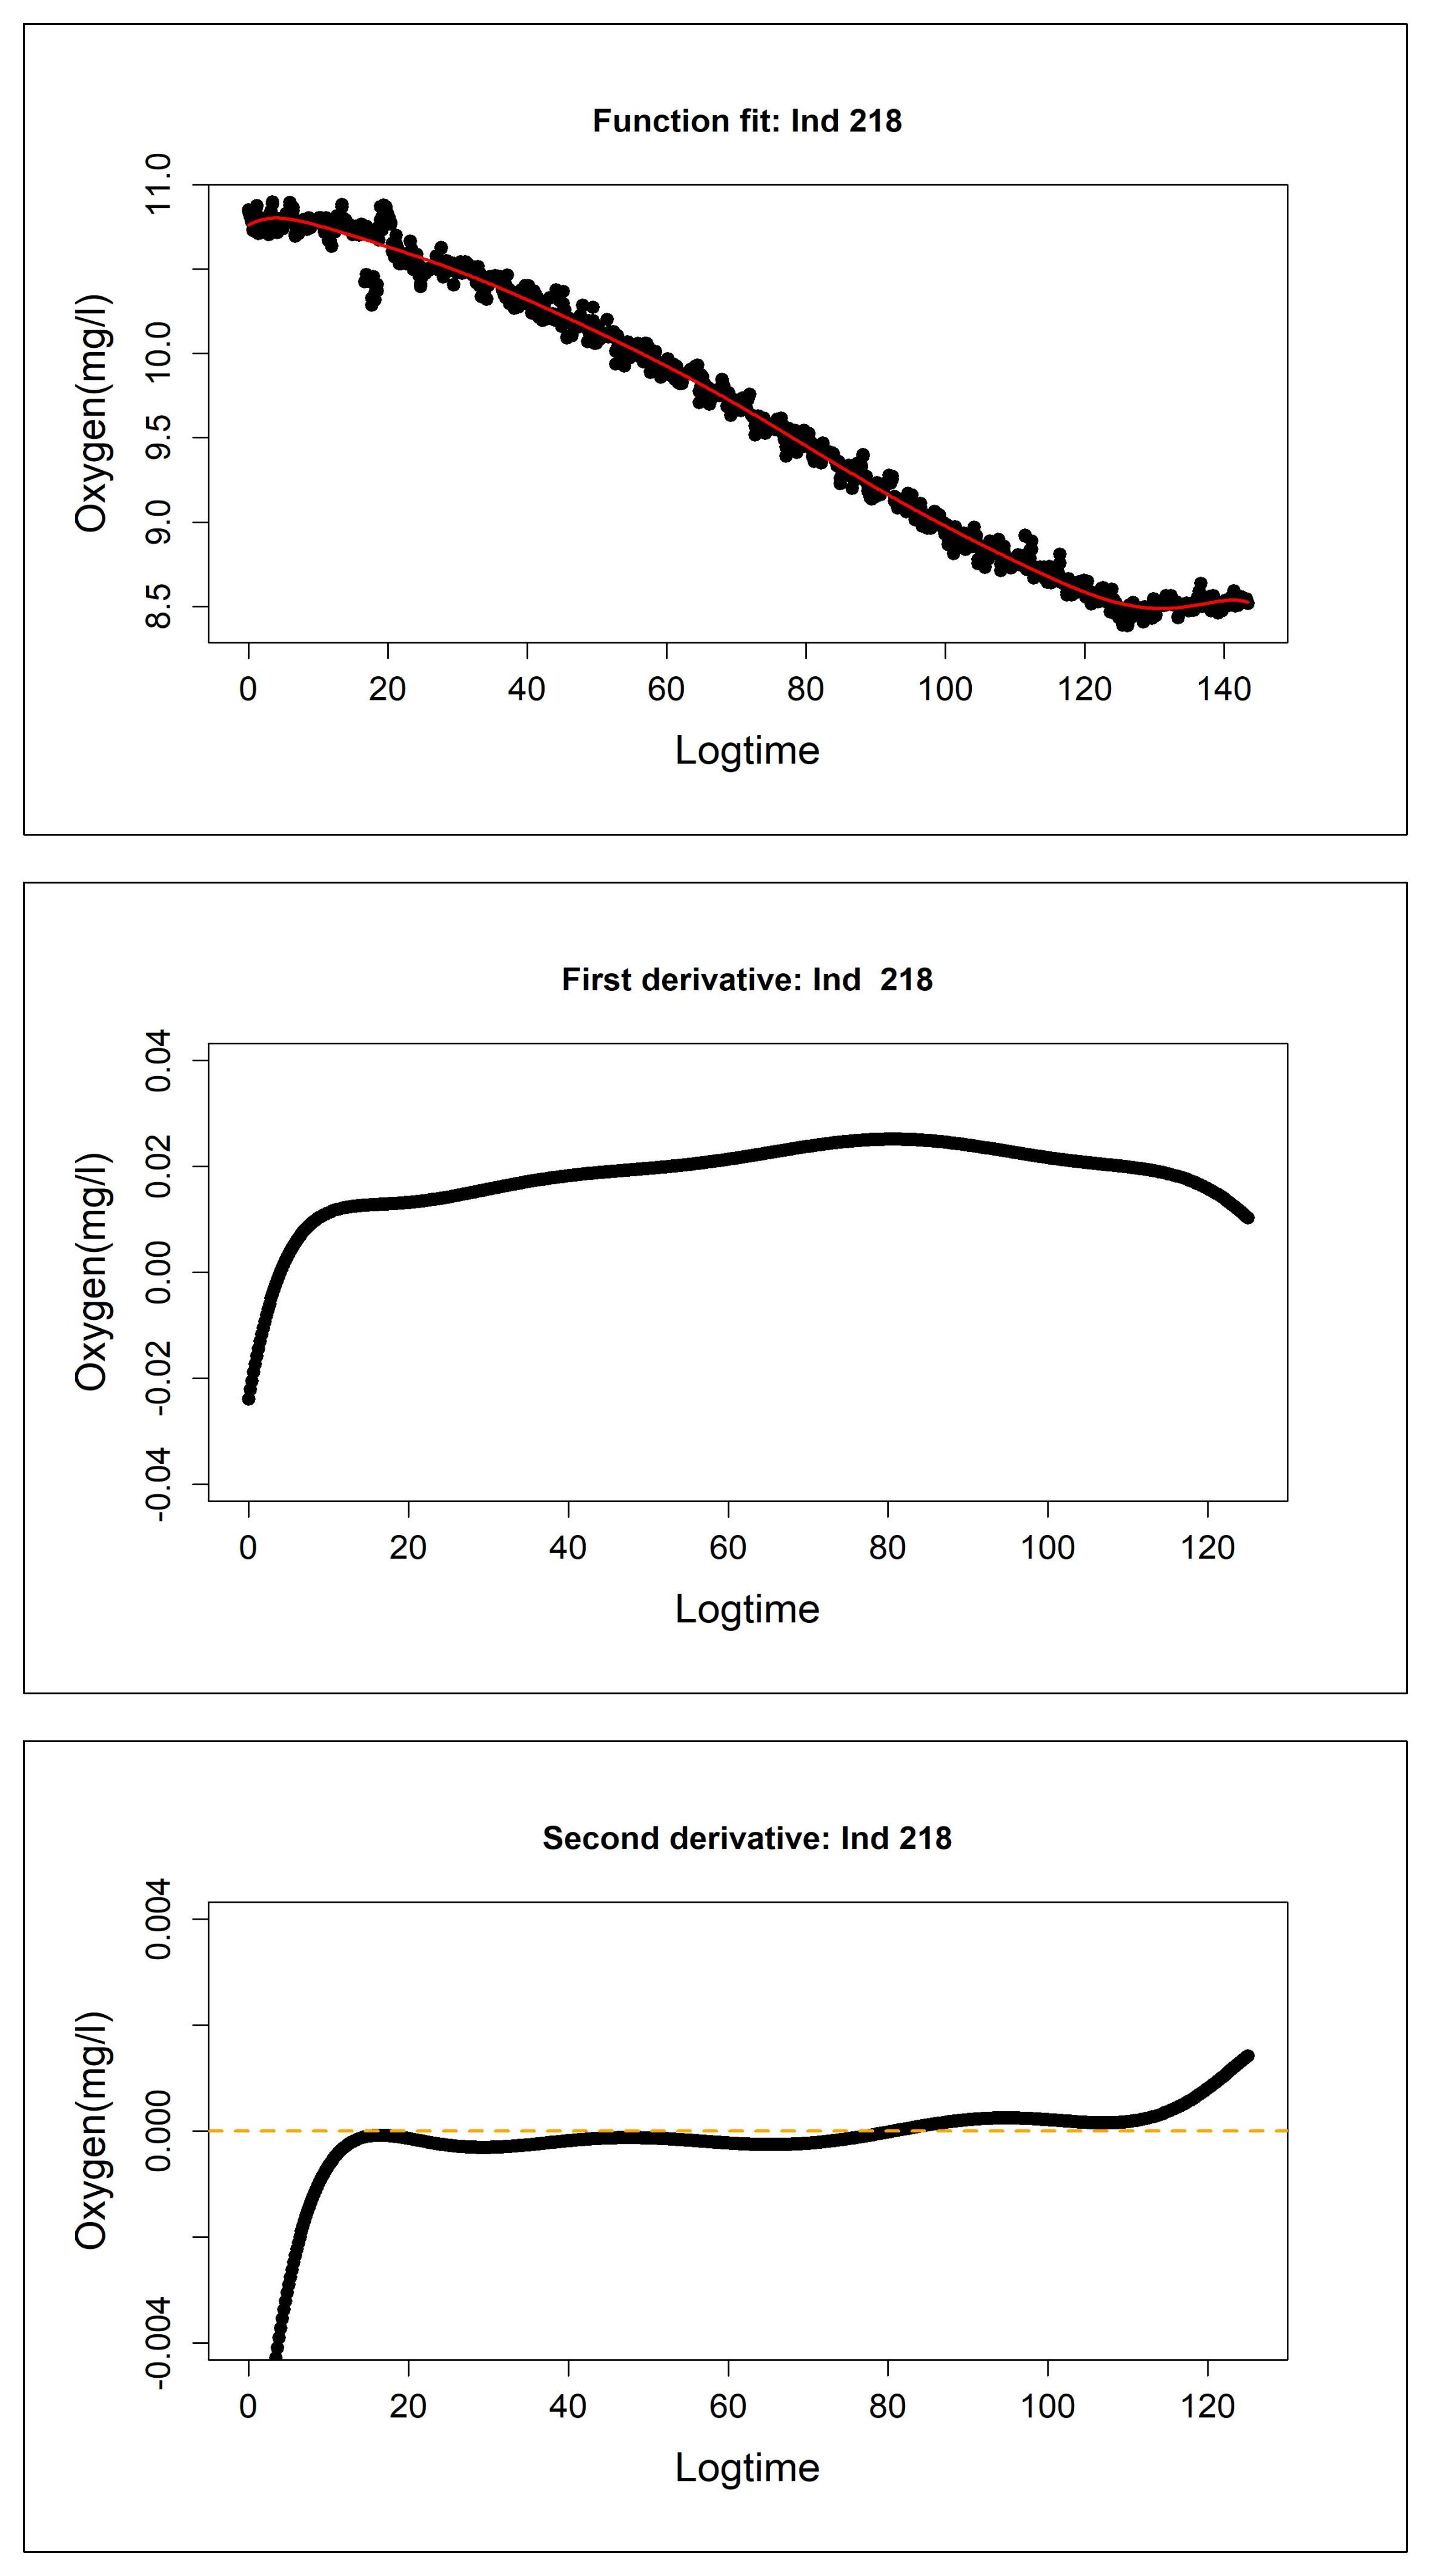 Function fit: Ind 218
Oxygen(mg/l)
11.0
10.0
9.5
9.0
8.5
0 20 40 60 80 100 120 140
Logtime
First derivative: Ind  218
Oxygen(mg/l)
0.04
0.02
0.00
-0.02
-0.04
0 20 40 60 80 100 120
Logtime
Second derivative: Ind 218
Oxygen(mg/l)
0.004
0.000
-0.004
0 20 40 60 80 100 120
Logtime